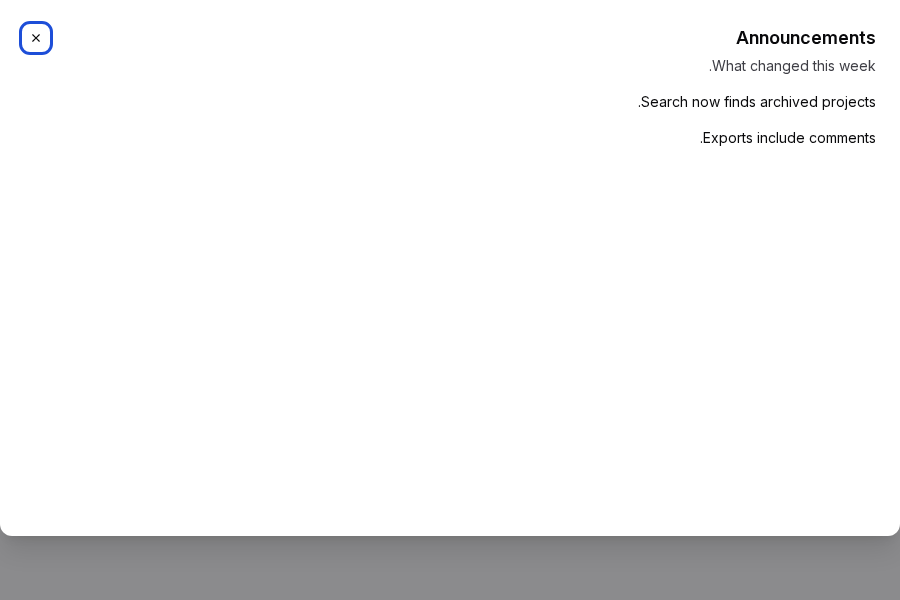 Announcements
.What changed this week
.Search now finds archived projects
.Exports include comments